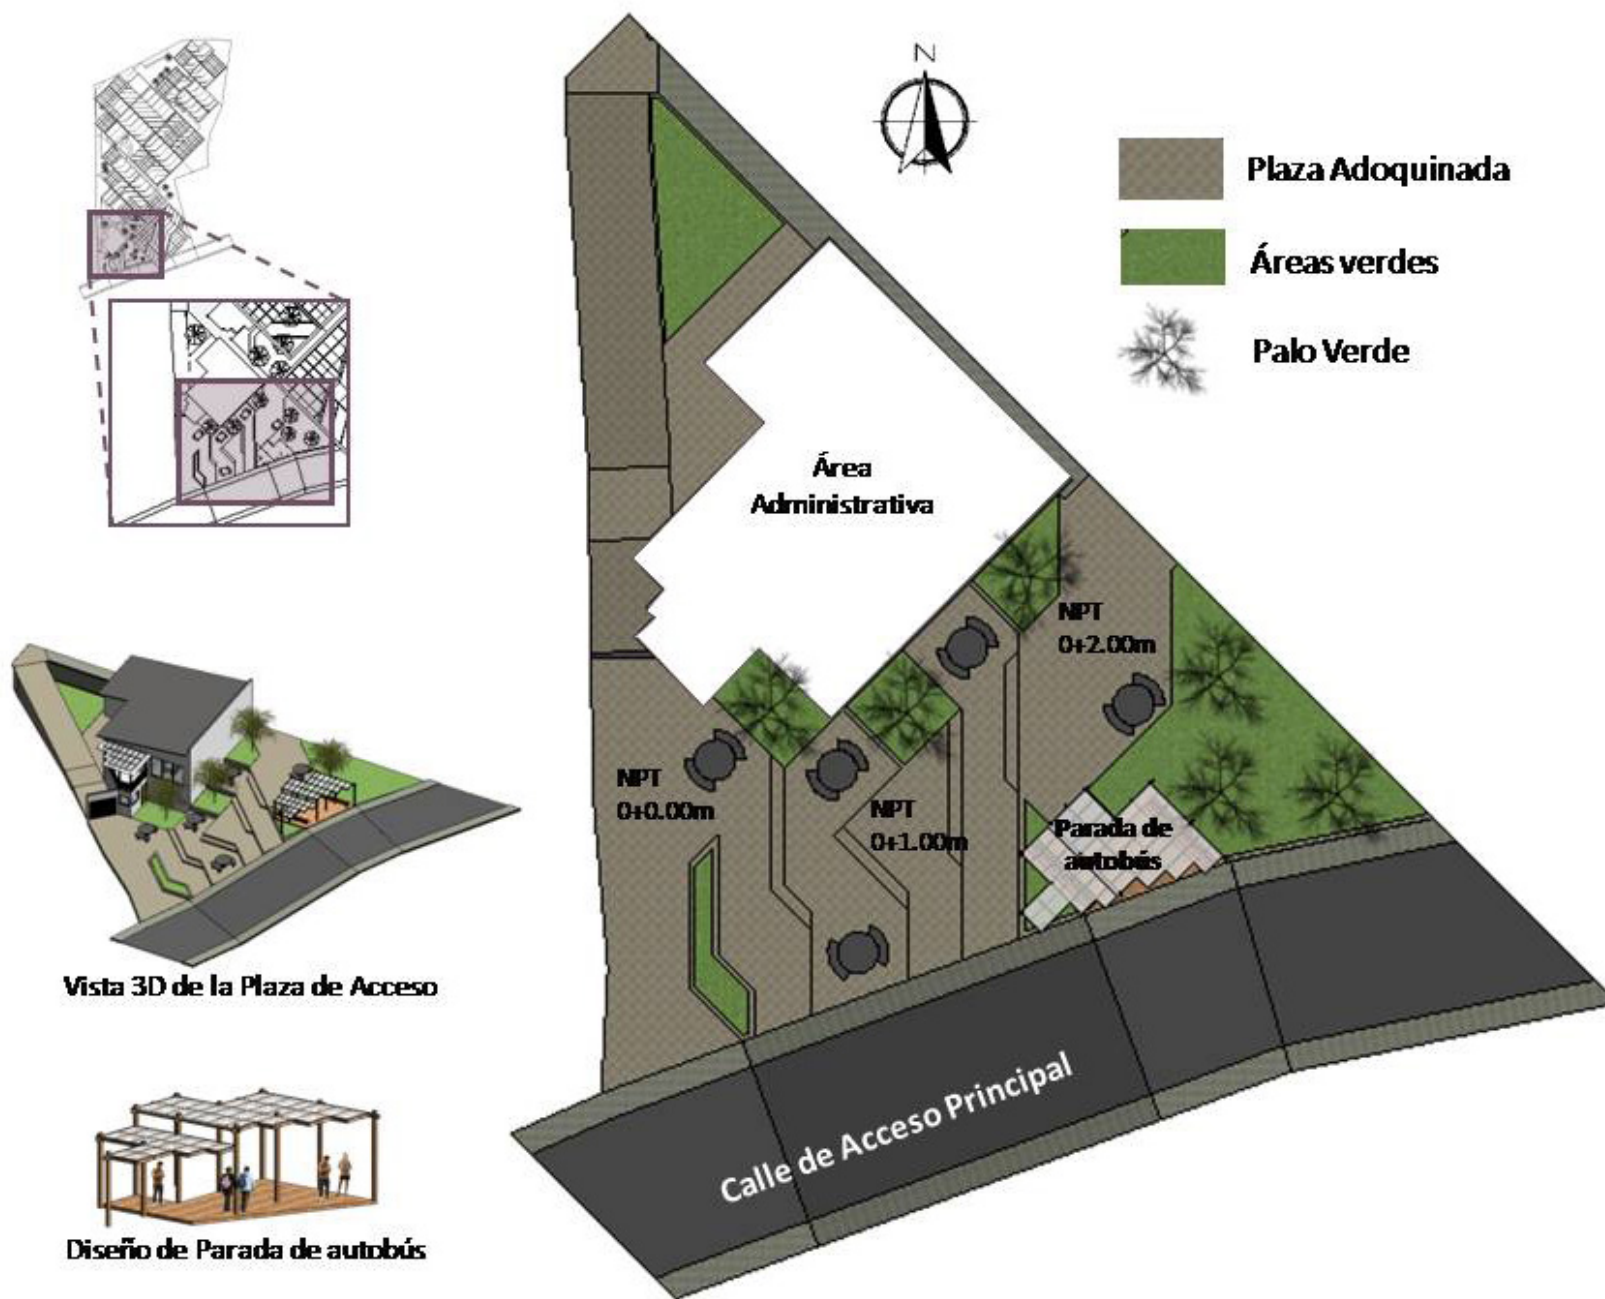 N
Plaza Adoquinada
Áreas verdes
Palo Verde
Área
Administrativa
NPT
0+2.00m
NPT
0+0.00m
NPT
0+1.00m
Parada de
autobús
Vista 3D de la Plaza de Acceso
Calle de Acceso Principal
Diseño de Parada de autobús